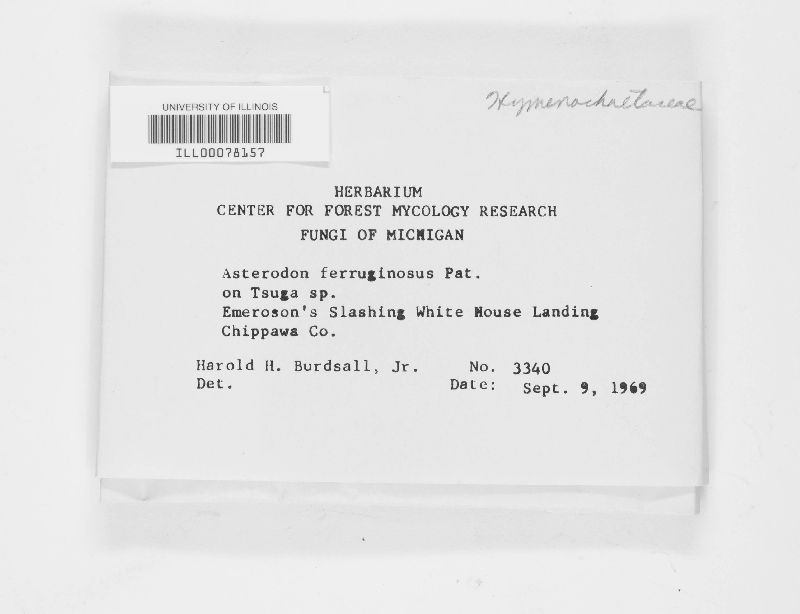 Hymenochaetaceae
UNIVERSITY OF ILLINOIS
ILL00078157
HERBARIUM
CENTER FOR FOREST MYCOLOGY RESEARCH
FUNGI OF MICHIGAN
Asterodon ferruginosus Pat.
on Tsuga sp.
Emeroson's Slashing White House Landing
Chippawa Co.
Harold H. Burdsall, Jr. No. 3340
Det. Date: Sept. 9, 1969